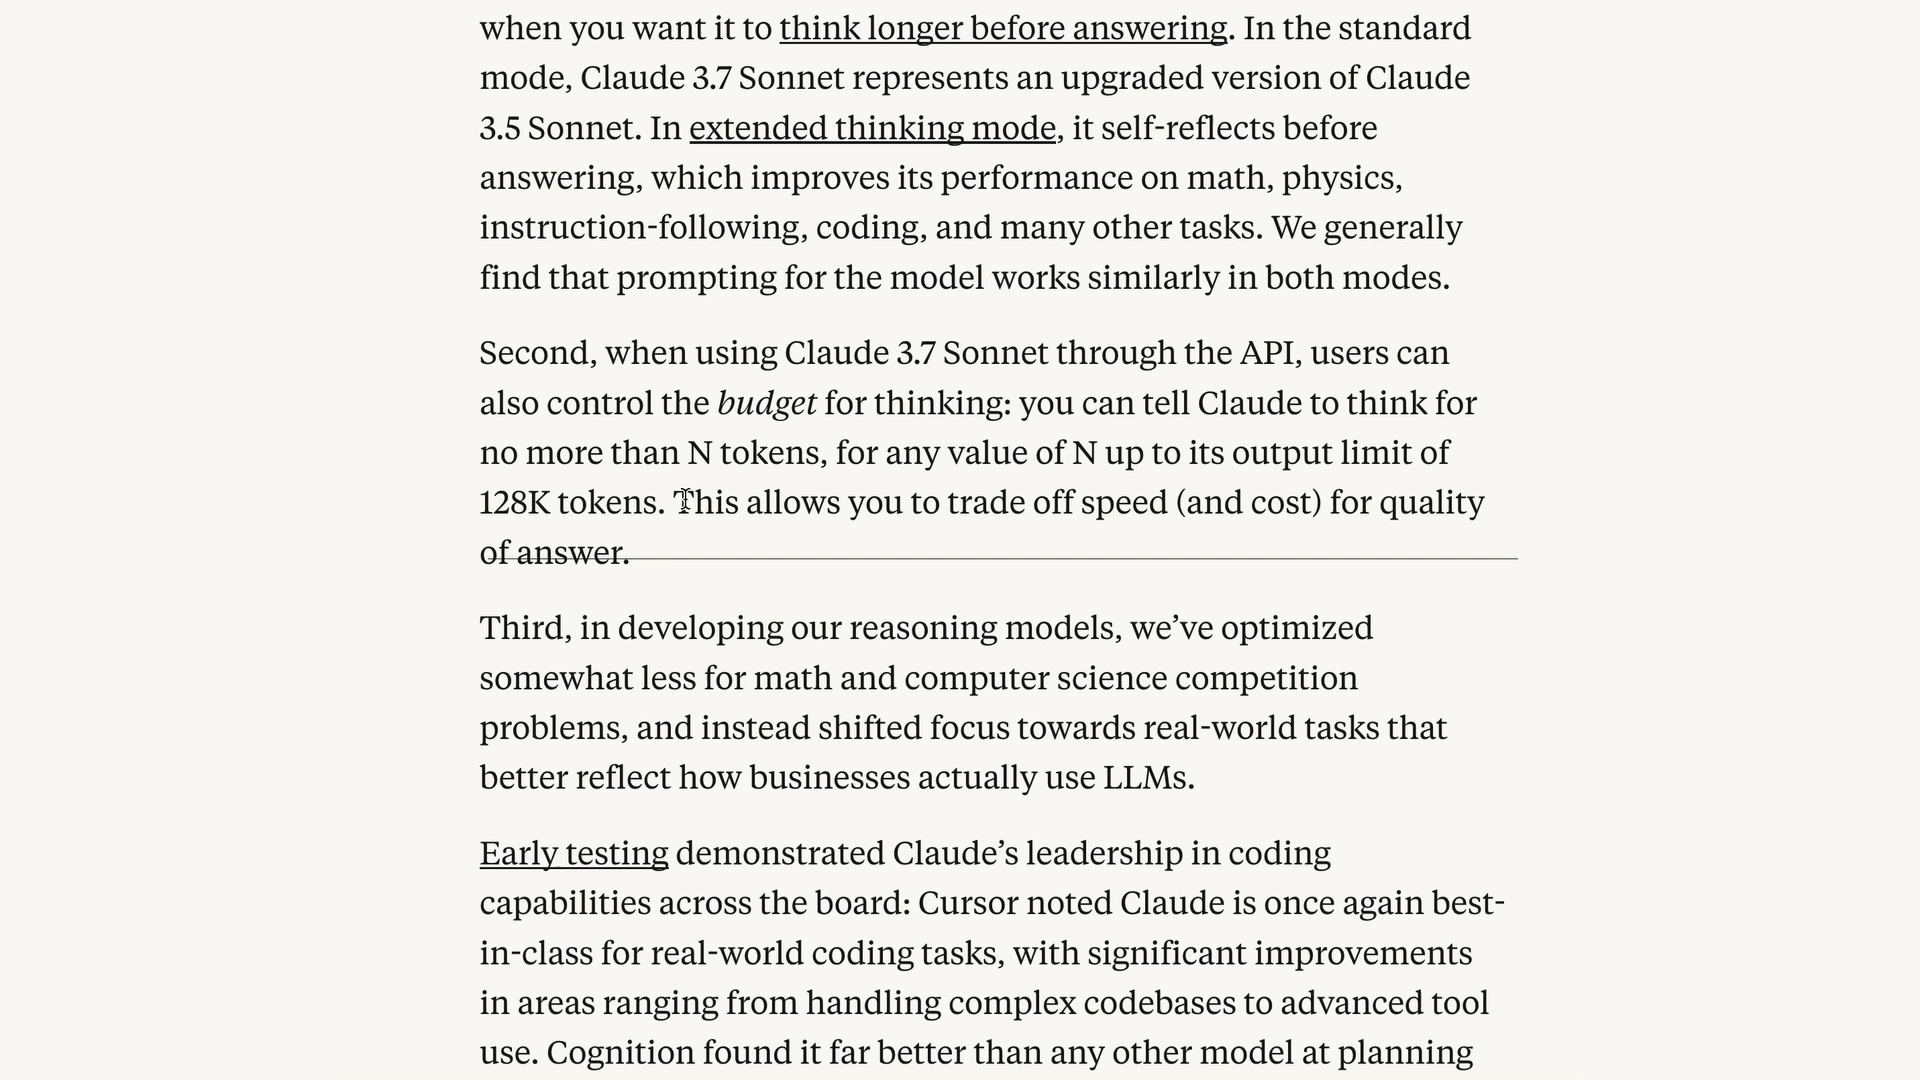 when you want it to think longer before answering. In the standard
mode, Claude 3.7 Sonnet represents an upgraded version of Claude
3.5 Sonnet. In extended thinking mode, it self-reflects before
answering, which improves its performance on math, physics,
instruction-following, coding, and many other tasks. We generally
find that prompting for the model works similarly in both modes.
Second, when using Claude 3.7 Sonnet through the API, users can
also control the budget for thinking: you can tell Claude to think for
no more than N tokens, for any value of N up to its output limit of
128K tokens. This allows you to trade off speed (and cost) for quality
of answer.
Third, in developing our reasoning models, we’ve optimized
somewhat less for math and computer science competition
problems, and instead shifted focus towards real-world tasks that
better reflect how businesses actually use LLMs.
Early testing demonstrated Claude’s leadership in coding
capabilities across the board: Cursor noted Claude is once again best-
in-class for real-world coding tasks, with significant improvements
in areas ranging from handling complex codebases to advanced tool
use. Cognition found it far better than any other model at planning